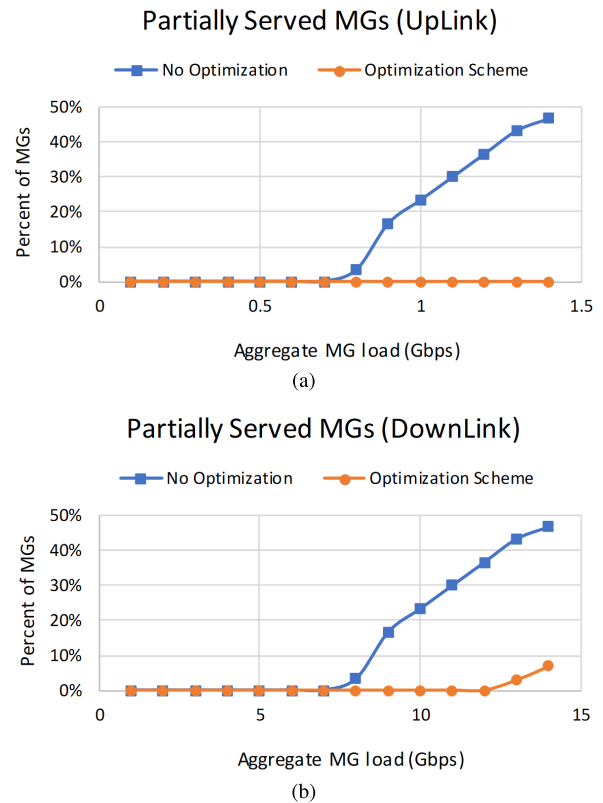 Partially Served MGs (UpLink)
No Optimization Optimization Scheme
50%
40%
30%
20%
10%
0%
Percent of MGs
0 0.5 1 1.5
Aggregate MG load (Gbps)
(a)
Partially Served MGs (DownLink)
No Optimization Optimization Scheme
50%
40%
30%
20%
10%
0%
Percent of MGs
0 5 10 15
Aggregate MG load (Gbps)
(b)